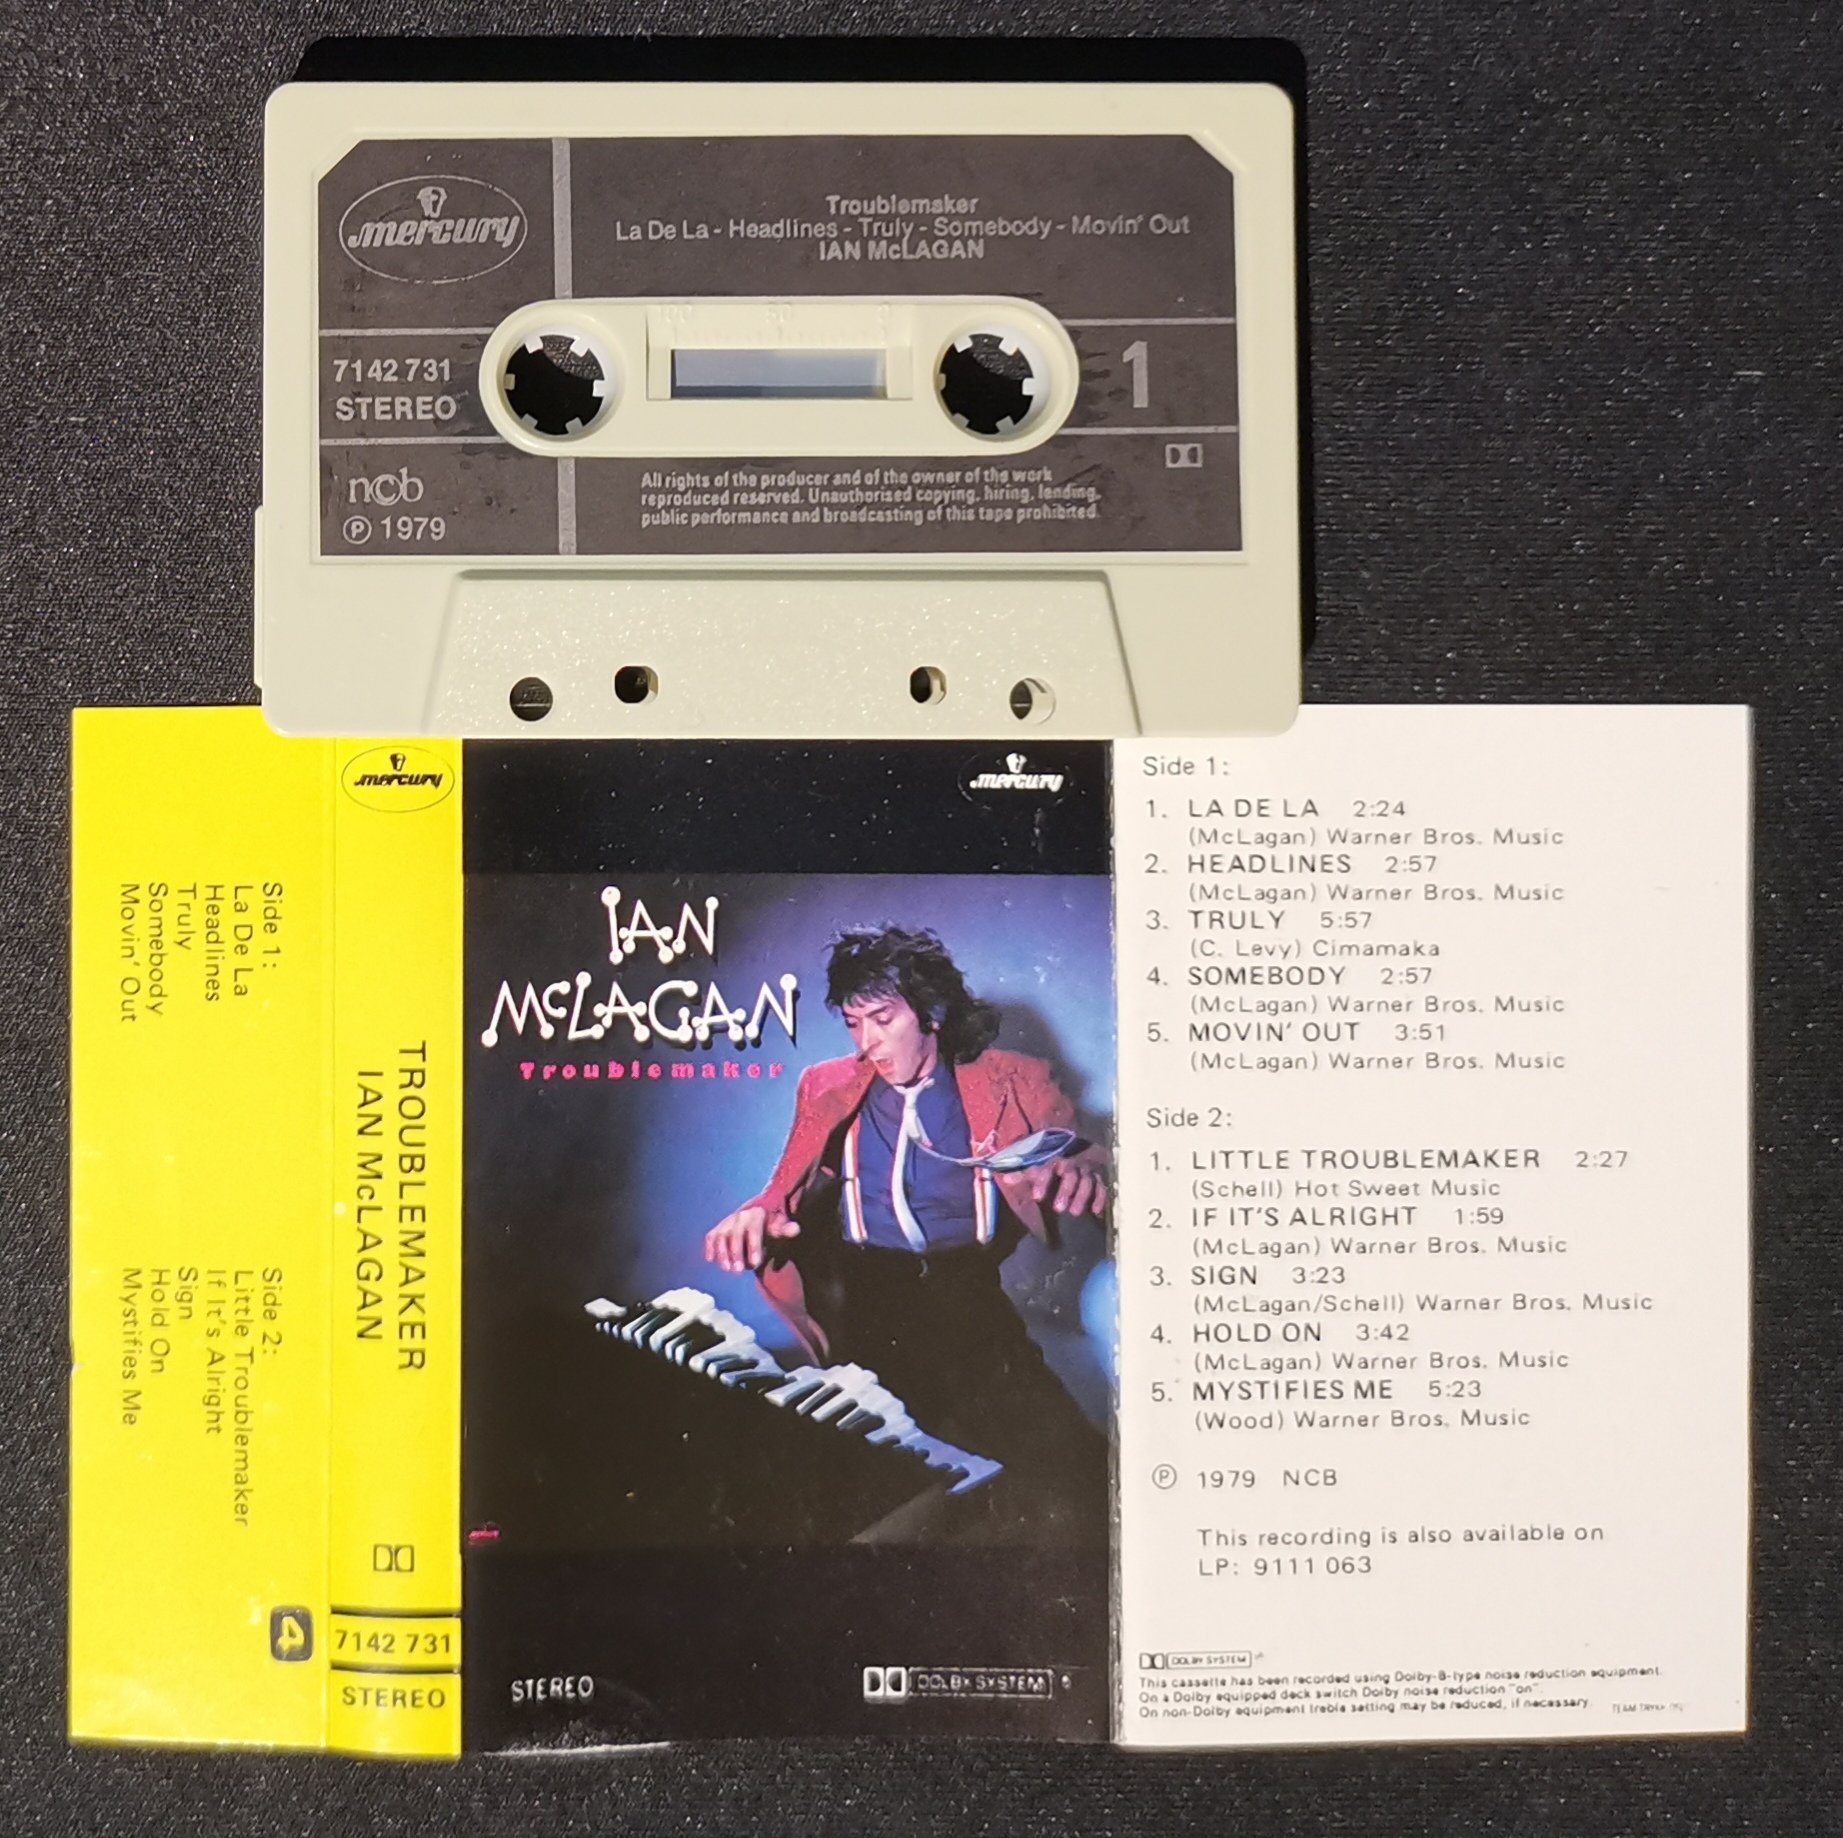 mercury
Troublemaker
La De La - Headlines - Truly - Somebody - Movin' Out
IAN McLAGAN
100 50 0
7142 731
STEREO
1
ncb
Ⓟ 1979
All rights of the producer and of the owner of the work
reproduced reserved. Unauthorised copying, hiring, lending,
public performance and broadcasting of this tape prohibited.
Side 1:
La De La
Headlines
Truly
Somebody
Movin' Out
Side 2:
Little Troublemaker
If It's Alright
Sign
Hold On
Mystifies Me
4
mercury
TROUBLEMAKER
IAN McLAGAN
7142 731
STEREO
mercury
IAN
McLAGAN
Troublemaker
STEREO
DOLBY SYSTEM
Side 1:
1. LA DE LA 2:24
(McLagan) Warner Bros. Music
2. HEADLINES 2:57
(McLagan) Warner Bros. Music
3. TRULY 5:57
(C. Levy) Cimamaka
4. SOMEBODY 2:57
(McLagan) Warner Bros. Music
5. MOVIN' OUT 3:51
(McLagan) Warner Bros. Music
Side 2:
1. LITTLE TROUBLEMAKER 2:27
(Schell) Hot Sweet Music
2. IF IT'S ALRIGHT 1:59
(McLagan) Warner Bros. Music
3. SIGN 3:23
(McLagan/Schell) Warner Bros. Music
4. HOLD ON 3:42
(McLagan) Warner Bros. Music
5. MYSTIFIES ME 5:23
(Wood) Warner Bros. Music
Ⓟ 1979 NCB
This recording is also available on
LP: 9111 063
DOLBY SYSTEM
This cassette has been recorded using Dolby-B-type noise reduction equipment.
On a Dolby equipped deck switch Dolby noise reduction "on".
On non-Dolby equipment treble setting may be reduced, if necessary.